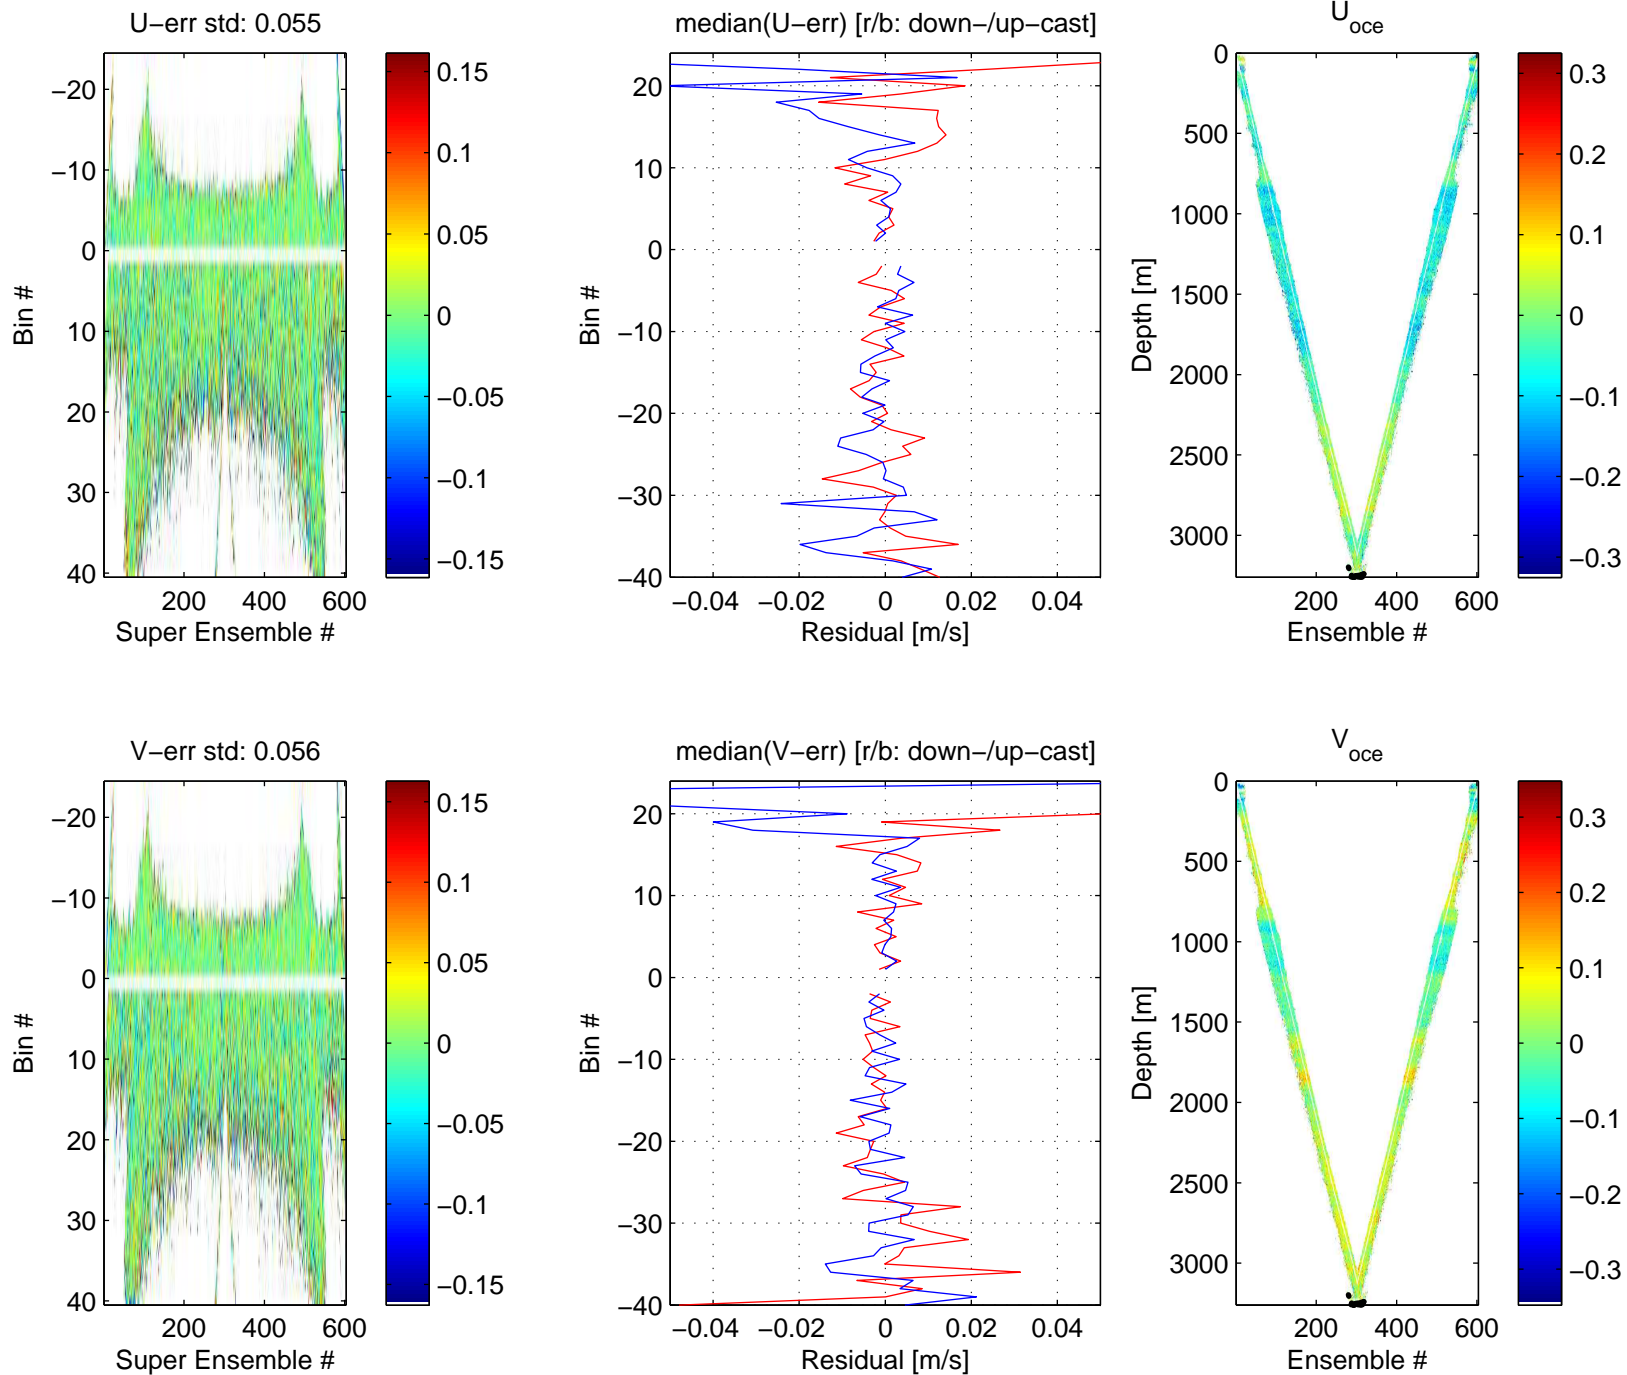 U−err std: 0.055
−20
−10
0
10
20
30
40
Bin #
200 400 600
Super Ensemble #
0.15
0.1
0.05
0
−0.05
−0.1
−0.15
median(U−err) [r/b: down−/up−cast]
20
10
0
−10
−20
−30
−40
Bin #
−0.04 −0.02 0 0.02 0.04
Residual [m/s]
U_oce
0
500
1000
1500
2000
2500
3000
Depth [m]
200 400 600
Ensemble #
0.3
0.2
0.1
0
−0.1
−0.2
−0.3
V−err std: 0.056
−20
−10
0
10
20
30
40
Bin #
200 400 600
Super Ensemble #
0.15
0.1
0.05
0
−0.05
−0.1
−0.15
median(V−err) [r/b: down−/up−cast]
20
10
0
−10
−20
−30
−40
Bin #
−0.04 −0.02 0 0.02 0.04
Residual [m/s]
V_oce
0
500
1000
1500
2000
2500
3000
Depth [m]
200 400 600
Ensemble #
0.3
0.2
0.1
0
−0.1
−0.2
−0.3